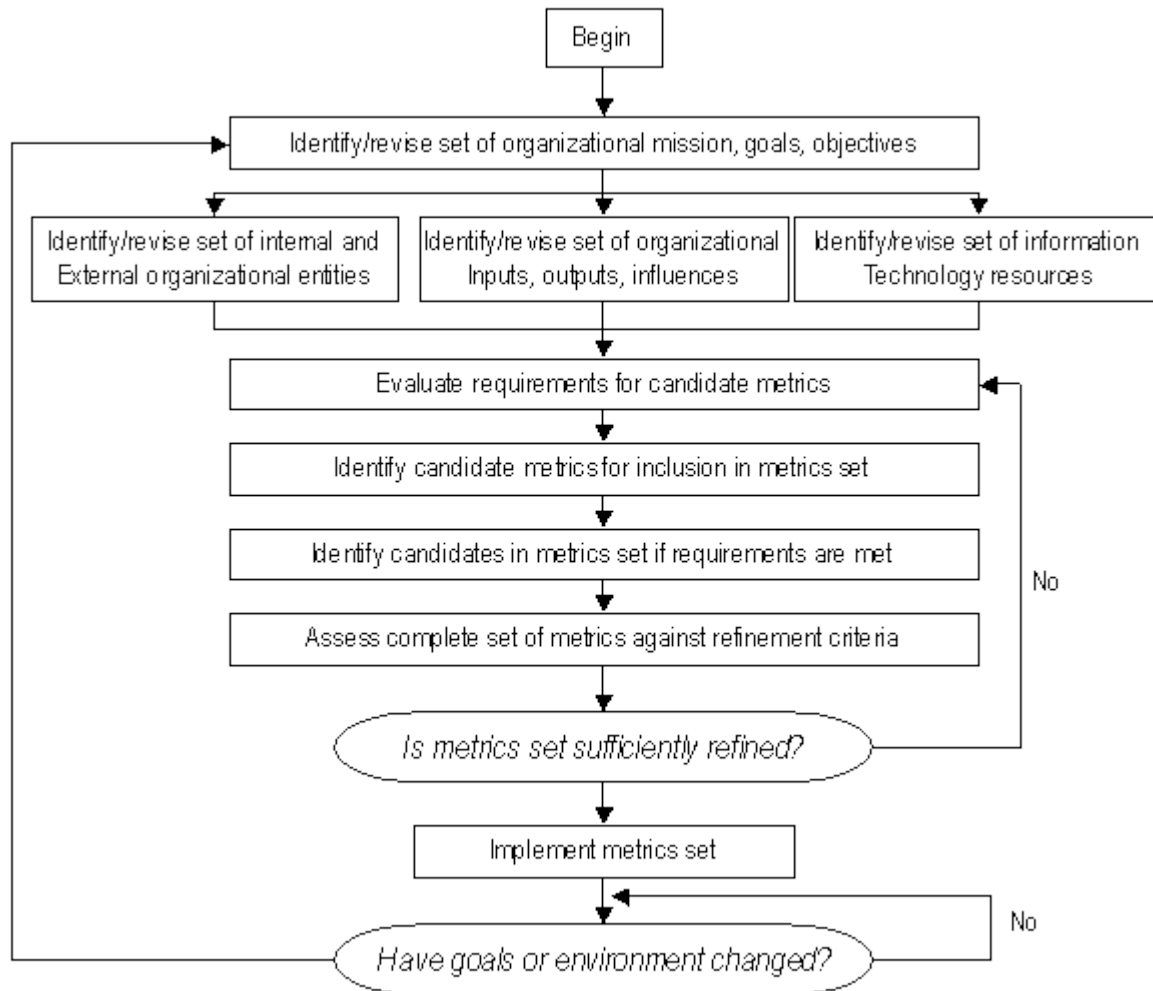 Begin
Identify/revise set of organizational mission, goals, objectives
Identify/revise set of internal and
External organizational entities
Identify/revise set of organizational
Inputs, outputs, influences
Identify/revise set of information
Technology resources
Evaluate requirements for candidate metrics
Identify candidate metrics for inclusion in metrics set
Identify candidates in metrics set if requirements are met
No
Assess complete set of metrics against refinement criteria
Is metrics set sufficiently refined?
Implement metrics set
No
Have goals or environment changed?